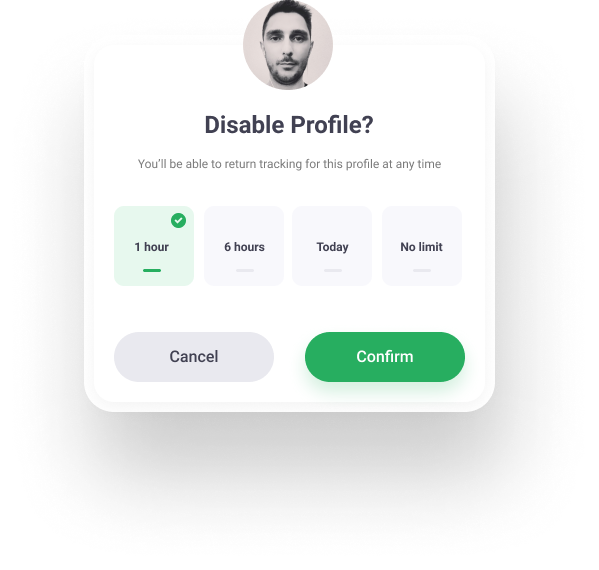 Disable Profile?
You’ll be able to return tracking for this profile at any time
1 hour
6 hours
Today
No limit
Cancel
Confirm